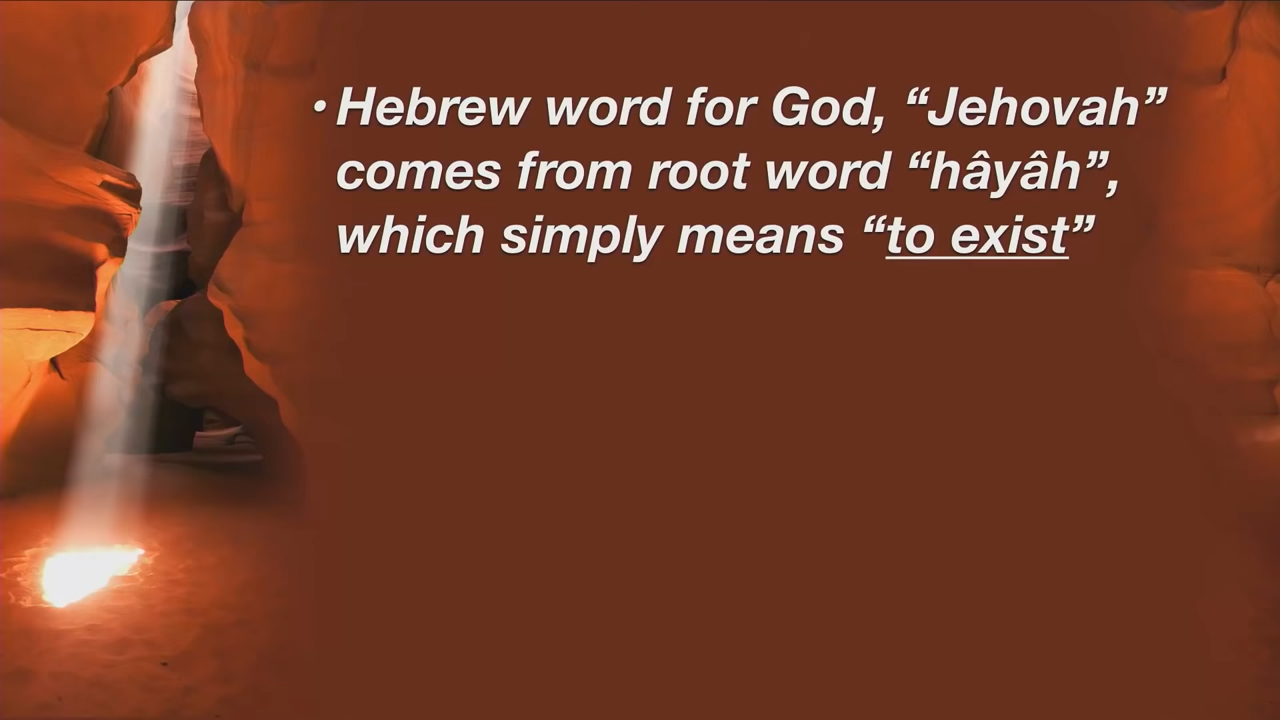 • Hebrew word for God, “Jehovah”
comes from root word “hâyâh”,
which simply means “to exist”